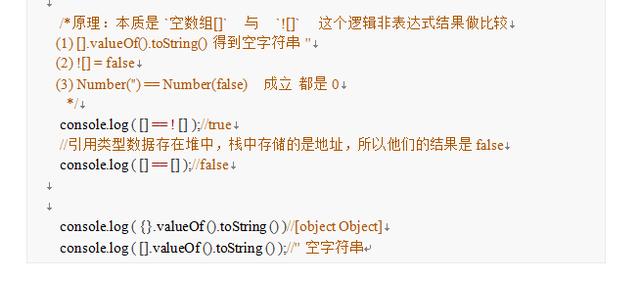 /*原理：本质是 `空数组[]` 与 `![]` 这个逻辑非表达式结果做比较↓
(1) [].valueOf().toString() 得到空字符串 ''↓
(2) ![] = false↓
(3) Number('') == Number(false) 成立 都是 0↓
*/↓
console.log ( [] == ! [] );//true↓
//引用类型数据存在堆中，栈中存储的是地址，所以他们的结果是 false↓
console.log ( [] == [] );//false↓
↓
↓
console.log ( {}.valueOf().toString() )//[object Object]↓
console.log ( [].valueOf().toString() );//'' 空字符串↵